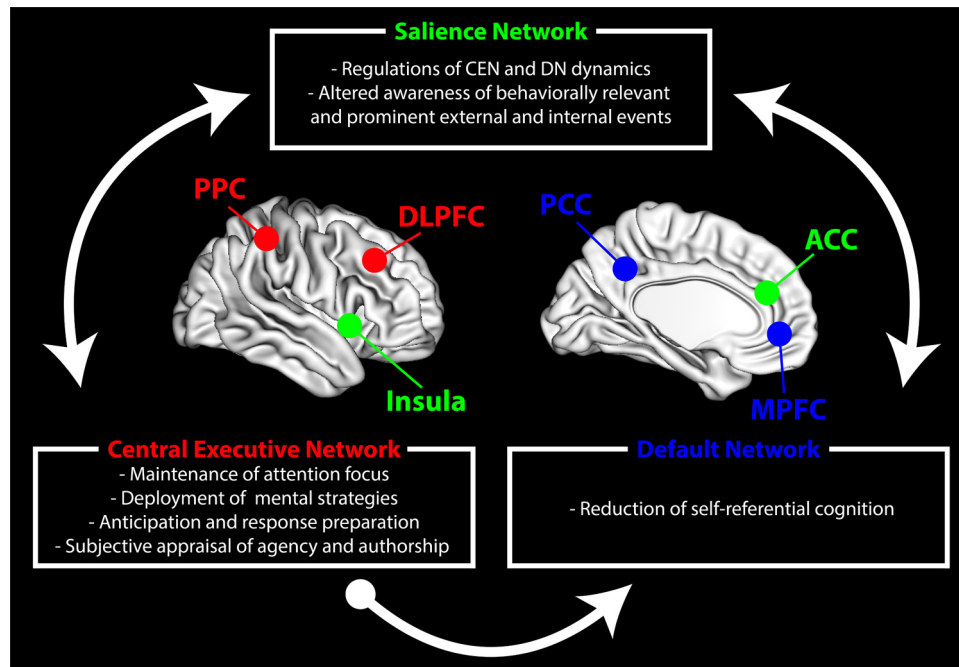 Salience Network
- Regulations of CEN and DN dynamics
- Altered awareness of behaviorally relevant
and prominent external and internal events
PPC
DLPFC
Insula
PCC
ACC
MPFC
Central Executive Network
- Maintenance of attention focus
- Deployment of mental strategies
- Anticipation and response preparation
- Subjective appraisal of agency and authorship
Default Network
- Reduction of self-referential cognition